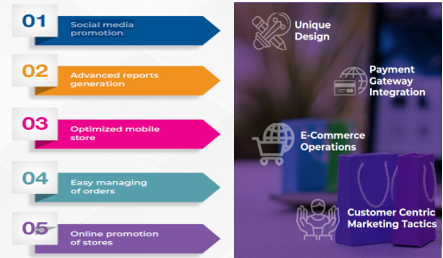 01
Social media
promotion
02
Advanced reports
generation
03
Optimized mobile
store
04
Easy managing
of orders
05
Online promotion
of stores
Unique
Design
Payment
Gateway
Integration
E-Commerce
Operations
Customer Centric
Marketing Tactics